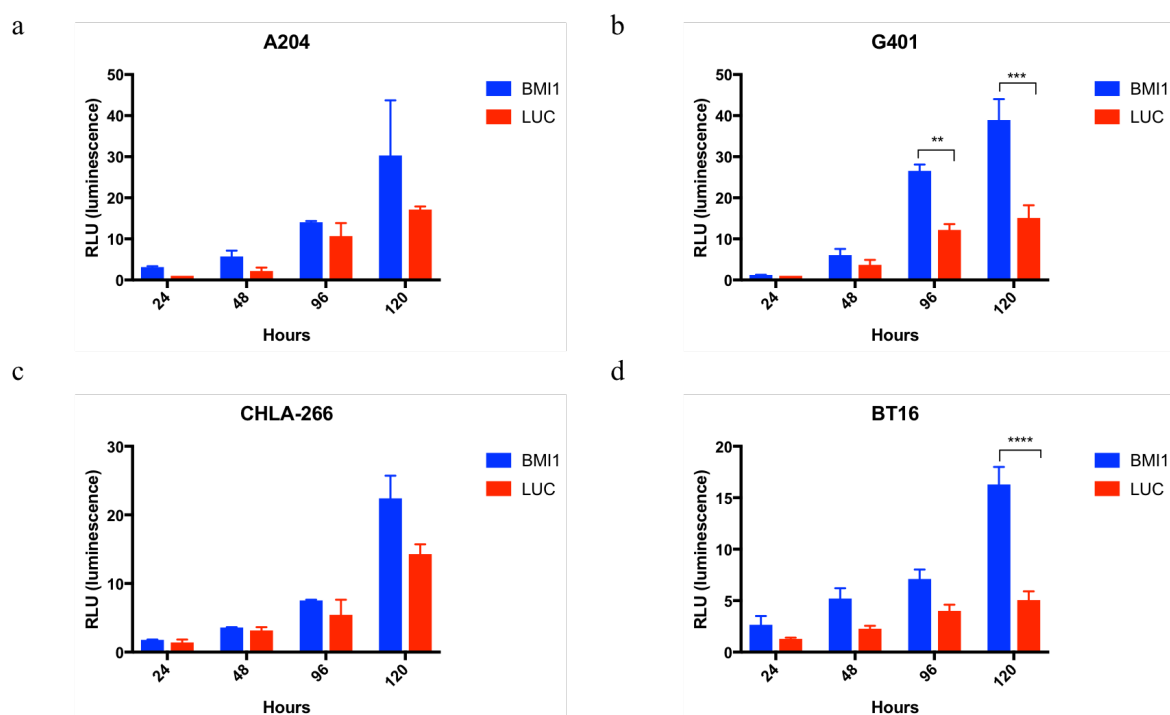 a
A204
50
40
30
20
10
0
RLU (luminescence)
24 48 96 120
Hours
BMI1
LUC
b
G401
50
40
30
20
10
0
RLU (luminescence)
** ***
24 48 96 120
Hours
BMI1
LUC
c
CHLA-266
30
20
10
0
RLU (luminescence)
24 48 96 120
Hours
BMI1
LUC
d
BT16
20
15
10
5
0
RLU (luminescence)
****
24 48 96 120
Hours
BMI1
LUC